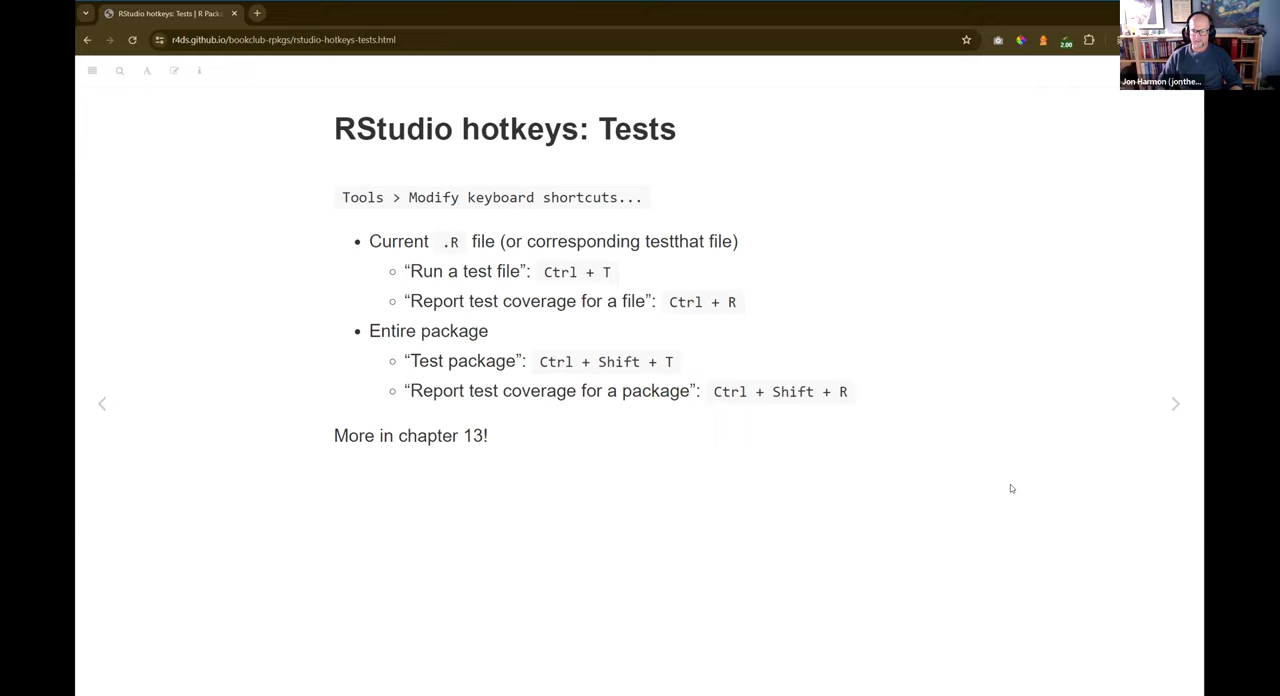 RStudio hotkeys: Tests | R Pack
r4ds.github.io/bookclub-rpkgs/rstudio-hotkeys-tests.html
2.00
Jon Harmon (jonthe...
RStudio hotkeys: Tests
Tools > Modify keyboard shortcuts...
• Current .R file (or corresponding testthat file)
○ “Run a test file”: Ctrl + T
○ “Report test coverage for a file”: Ctrl + R
• Entire package
○ “Test package”: Ctrl + Shift + T
○ “Report test coverage for a package”: Ctrl + Shift + R
More in chapter 13!